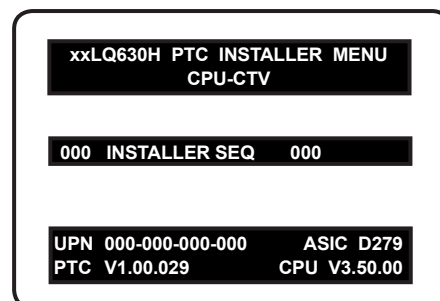 xxLQ630H PTC INSTALLER MENU
CPU-CTV
000 INSTALLER SEQ 000
UPN 000-000-000-000 ASIC D279
PTC V1.00.029 CPU V3.50.00